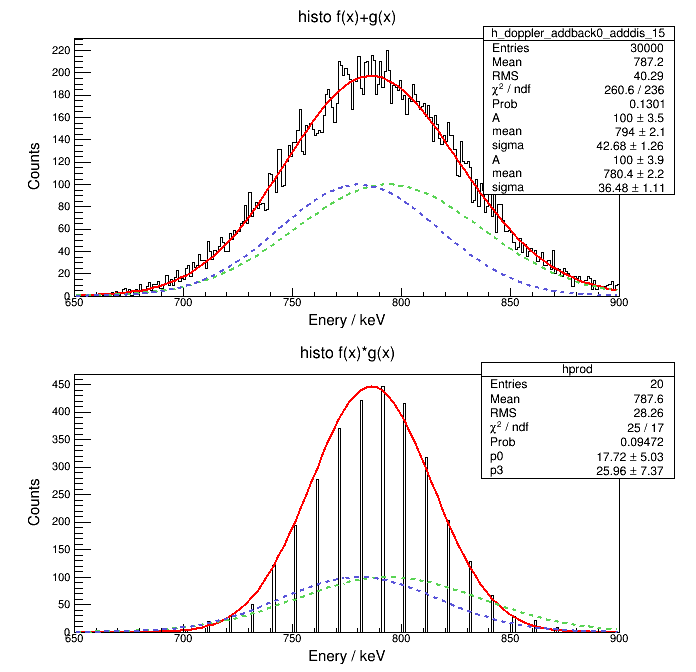 histo f(x)+g(x)
h_doppler_addback0_adddis_15
Entries 30000
Mean 787.2
RMS 40.29
χ² / ndf 260.6 / 236
Prob 0.1301
A 100 ± 3.5
mean 794 ± 2.1
sigma 42.68 ± 1.26
A 100 ± 3.9
mean 780.4 ± 2.2
sigma 36.48 ± 1.11
Counts
220
200
180
160
140
120
100
80
60
40
20
0
650 700 750 800 850 900
Enery / keV
histo f(x)*g(x)
hprod
Entries 20
Mean 787.6
RMS 28.26
χ² / ndf 25 / 17
Prob 0.09472
p0 17.72 ± 5.03
p3 25.96 ± 7.37
Counts
450
400
350
300
250
200
150
100
50
0
650 700 750 800 850 900
Enery / keV